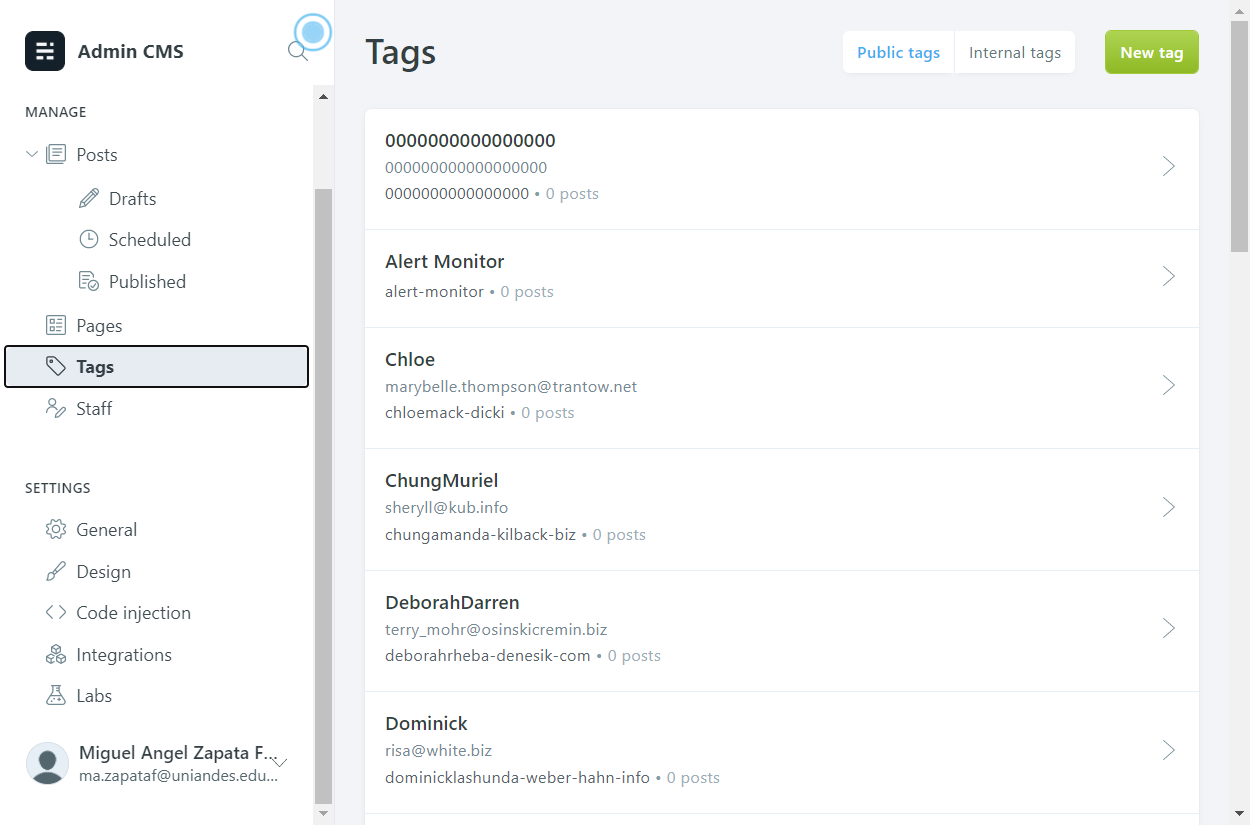 Admin CMS
MANAGE
Posts
Drafts
Scheduled
Published
Pages
Tags
Staff
SETTINGS
General
Design
Code injection
Integrations
Labs
Miguel Angel Zapata F...
ma.zapataf@uniandes.edu...
Tags
Public tags
Internal tags
New tag
0000000000000000
000000000000000000
0000000000000000 • 0 posts
Alert Monitor
alert-monitor • 0 posts
Chloe
marybelle.thompson@trantow.net
chloemack-dicki • 0 posts
ChungMuriel
sheryll@kub.info
chungamanda-kilback-biz • 0 posts
DeborahDarren
terry_mohr@osinskicremin.biz
deborahrheba-denesik-com • 0 posts
Dominick
risa@white.biz
dominicklashunda-weber-hahn-info • 0 posts